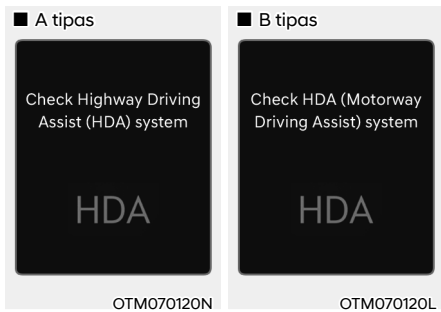 ■ A tipas
Check Highway Driving
Assist (HDA) system
HDA
OTM070120N
■ B tipas
Check HDA (Motorway
Driving Assist) system
HDA
OTM070120L